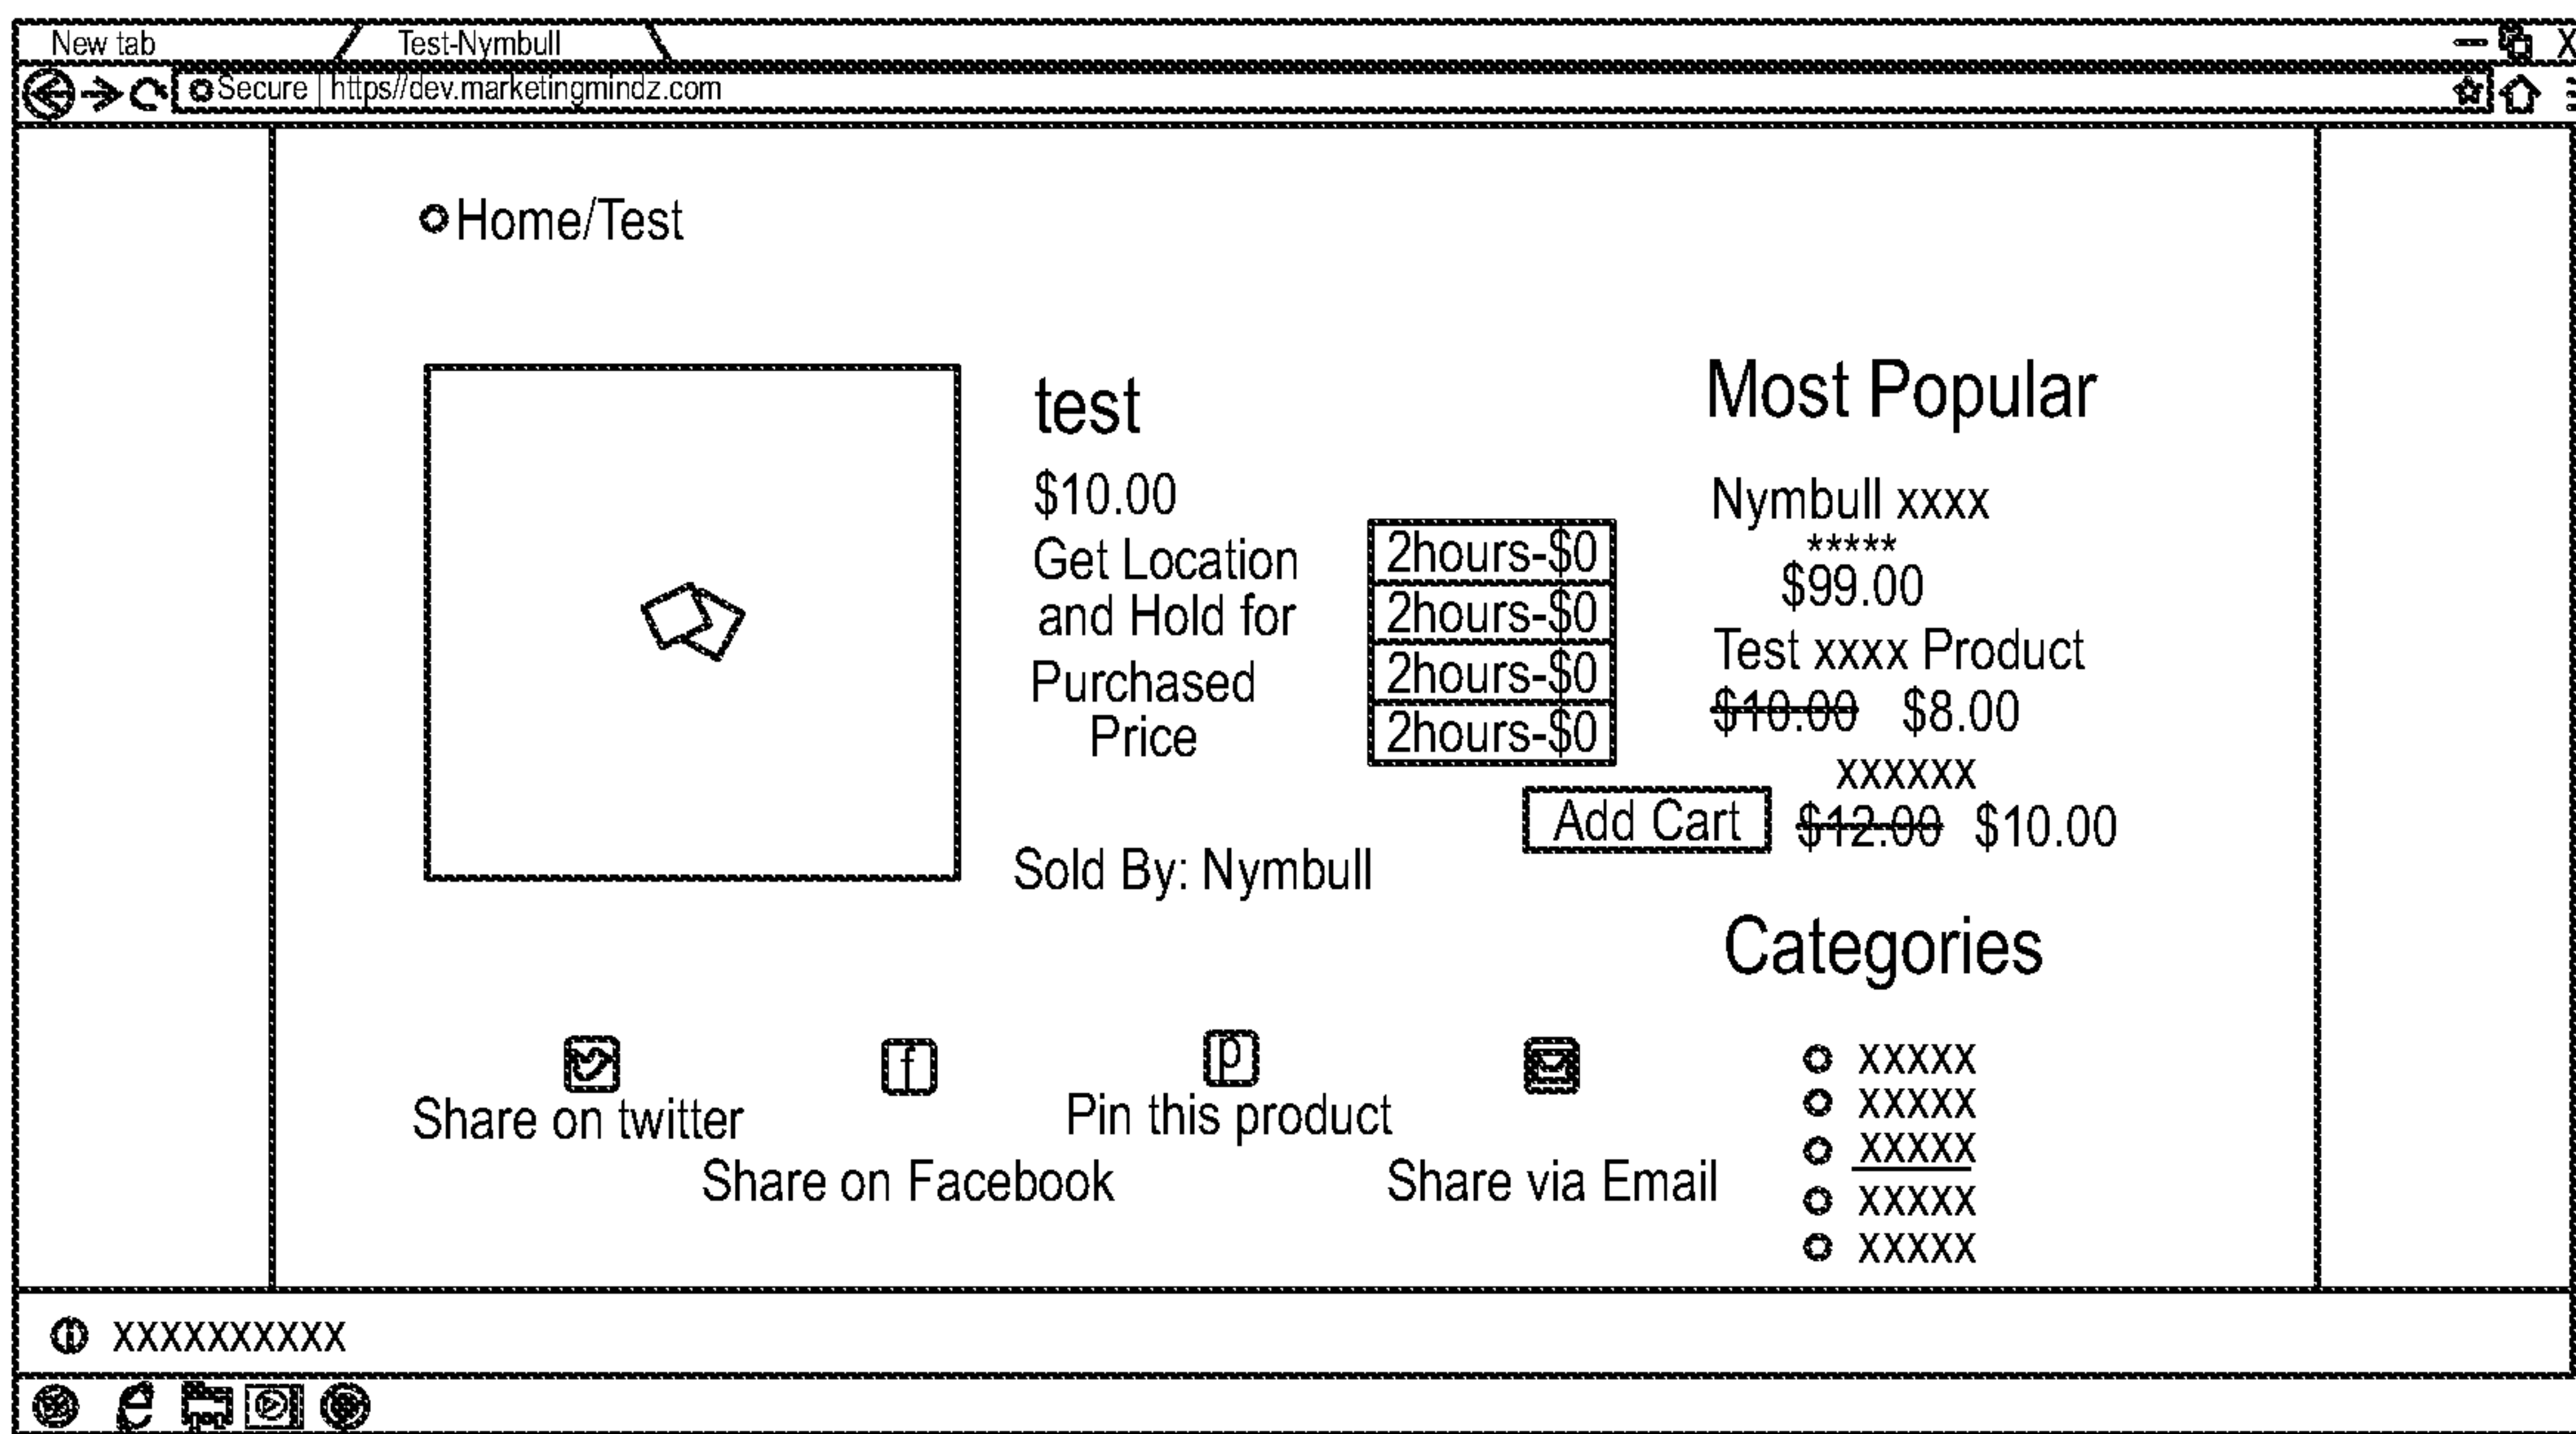 New tab
Test-Nymbull
X
Secure | https//dev.marketingmindz.com
Home/Test
test
$10.00
Get Location
and Hold for
Purchased
Price
2hours-$0
2hours-$0
2hours-$0
2hours-$0
Add Cart
Sold By: Nymbull
Most Popular
Nymbull xxxx
*****
$99.00
Test xxxx Product
$10.00 $8.00
xxxxxx
$12.00 $10.00
Categories
XXXXX
XXXXX
XXXXX
XXXXX
XXXXX
f
p
Share on twitter
Share on Facebook
Pin this product
Share via Email
XXXXXXXXXX